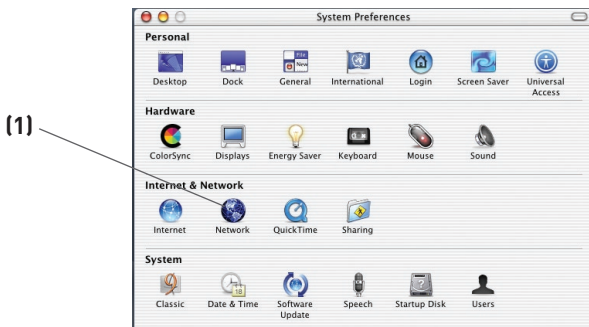 System Preferences
Personal
Desktop Dock General International Login Screen Saver Universal
Access
Hardware
(1)
ColorSync Displays Energy Saver Keyboard Mouse Sound
Internet & Network
Internet Network QuickTime Sharing
System
18
Classic Date & Time Software Update Speech Startup Disk Users